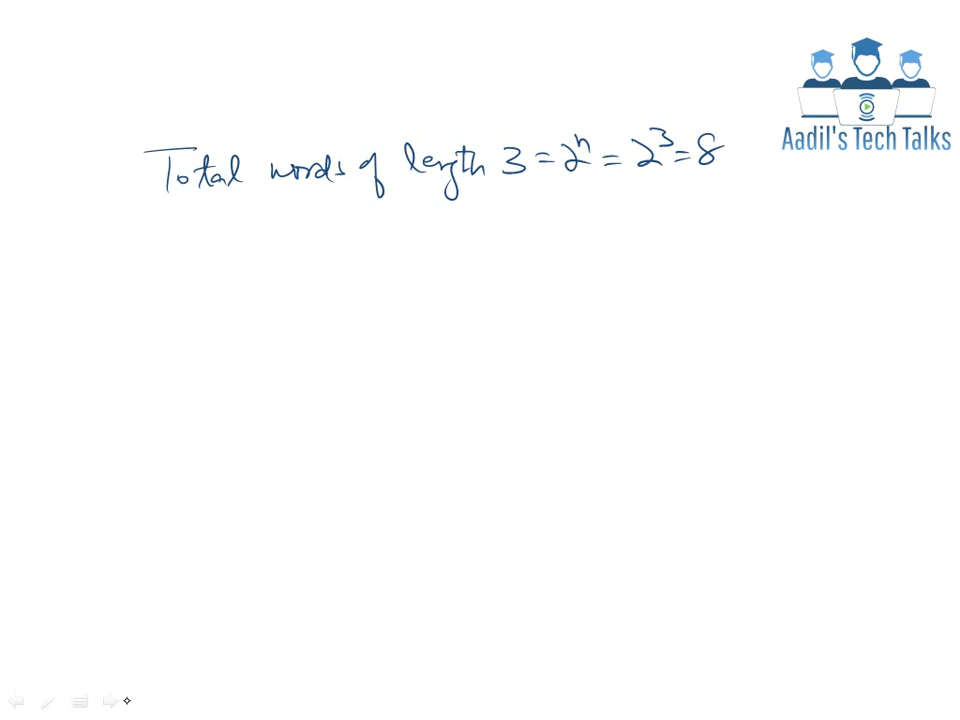 Aadil's Tech Talks
Total words of length 3 = 2ⁿ = 2³ = 8